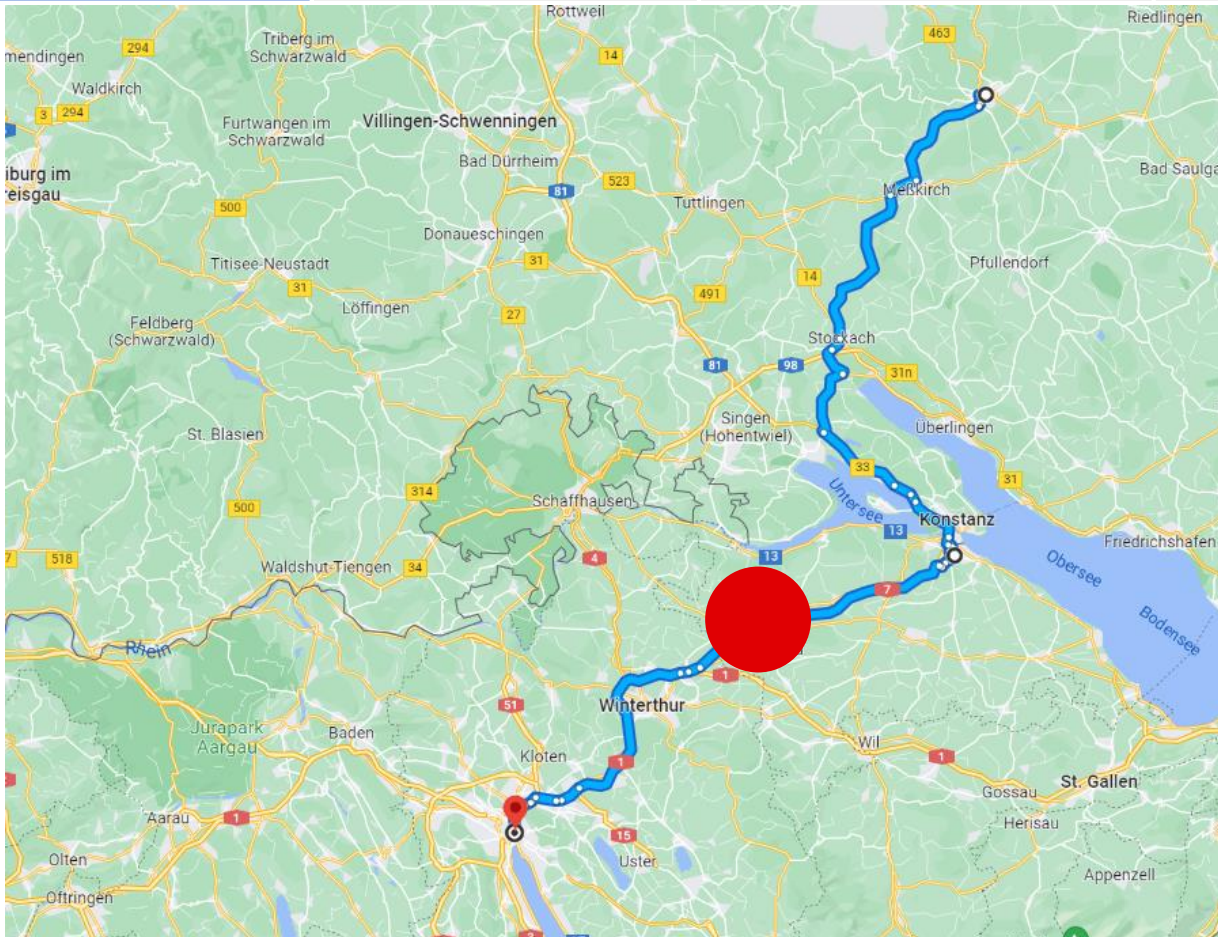 Rottweil
Riedlingen
463
294
Triberg im
Schwarzwald
14
mendingen
Waldkirch
3
294
Furtwangen im
Schwarzwald
Villingen-Schwenningen
Bad Dürrheim
iburg im
reisgau
81
523
Meßkirch
Bad Saulga
500
Tuttlingen
Donaueschingen
Titisee-Neustadt
31
Pfullendorf
14
31
491
Löffingen
27
Feldberg
(Schwarzwald)
Stockach
81
98
31n
Singen
(Hohentwiel)
Überlingen
St. Blasien
33
31
314
Untersee
Schaffhausen
500
Konstanz
13
Friedrichshafen
7
518
Waldshut-Tiengen
34
4
13
Obersee
7
Bodensee
Rhein
1
51
Winterthur
Jurapark
Aargau
Baden
Kloten
1
Wil
1
St. Gallen
Gossau
Aarau
1
Herisau
15
Olten
Uster
Appenzell
Oftringen
3